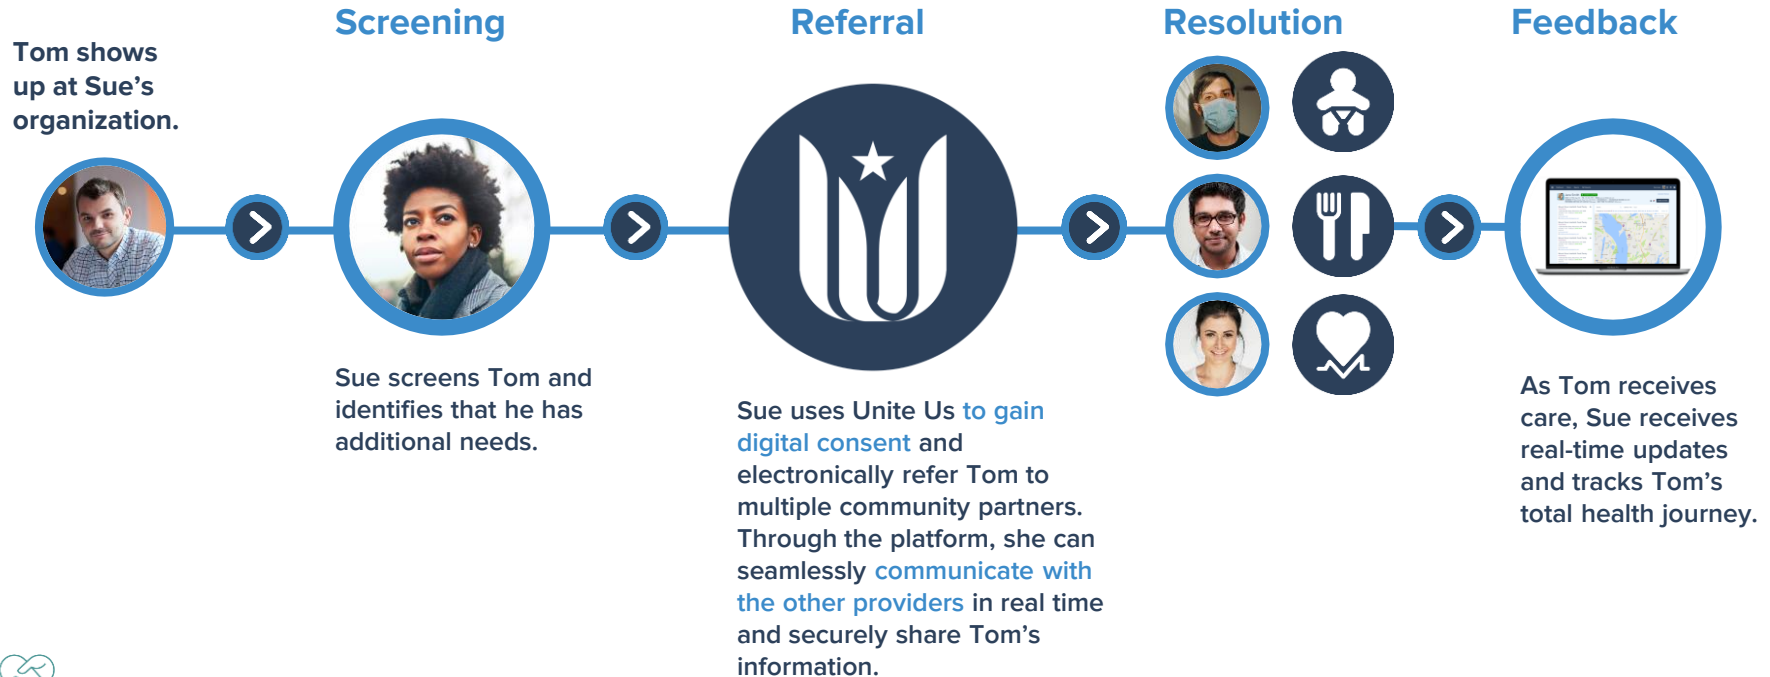 Screening
Referral
Resolution
Feedback
Tom shows
up at Sue’s
organization.
Sue screens Tom and
identifies that he has
additional needs.
Sue uses Unite Us to gain
digital consent and
electronically refer Tom to
multiple community partners.
Through the platform, she can
seamlessly communicate with
the other providers in real time
and securely share Tom’s
information.
As Tom receives
care, Sue receives
real-time updates
and tracks Tom’s
total health journey.